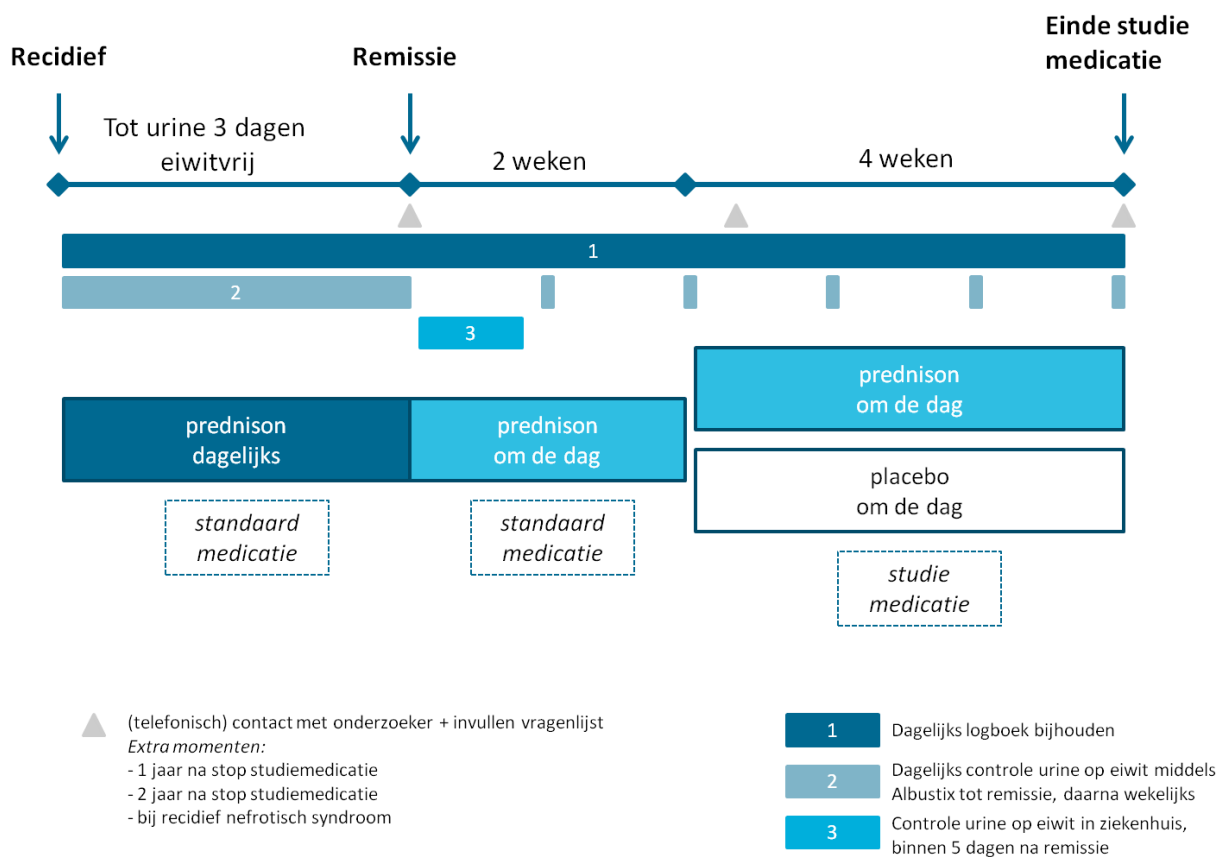 Recidief
Remissie
Einde studie
medicatie
Tot urine 3 dagen
eiwitvrij
2 weken
4 weken
1
2
3
prednison
dagelijks
prednison
om de dag
prednison
om de dag
placebo
om de dag
standaard
medicatie
standaard
medicatie
studie
medicatie
(telefonisch) contact met onderzoeker + invullen vragenlijst
Extra momenten:
- 1 jaar na stop studiemedicatie
- 2 jaar na stop studiemedicatie
- bij recidief nefrotisch syndroom
1 Dagelijks logboek bijhouden
2 Dagelijks controle urine op eiwit middels
Albustix tot remissie, daarna wekelijks
3 Controle urine op eiwit in ziekenhuis,
binnen 5 dagen na remissie